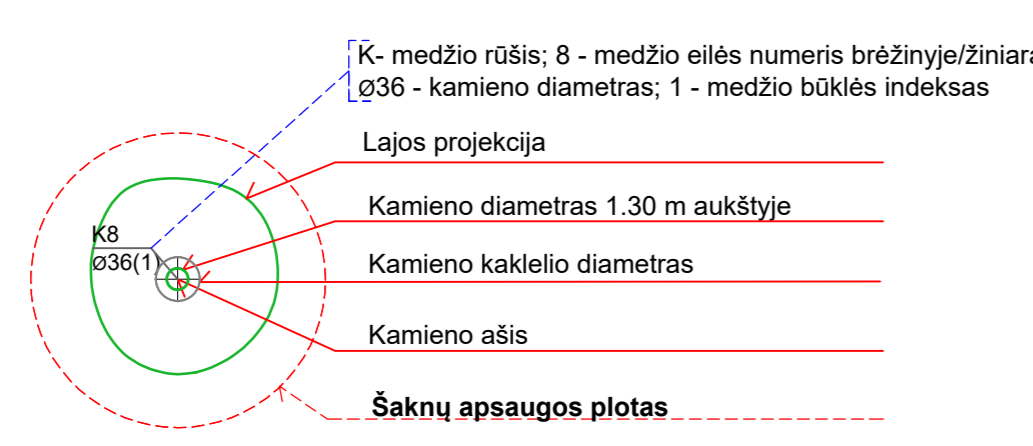 K- medžio rūšis; 8 - medžio eilės numeris brėžinyje/
Ø36 - kamieno diametras; 1 - medžio būklės indeksas
Lajos projekcija
Kamieno diametras 1.30 m aukštyje
K8
Ø36(1)
Kamieno kaklelio diametras
Kamieno ašis
Šaknų apsaugos plotas